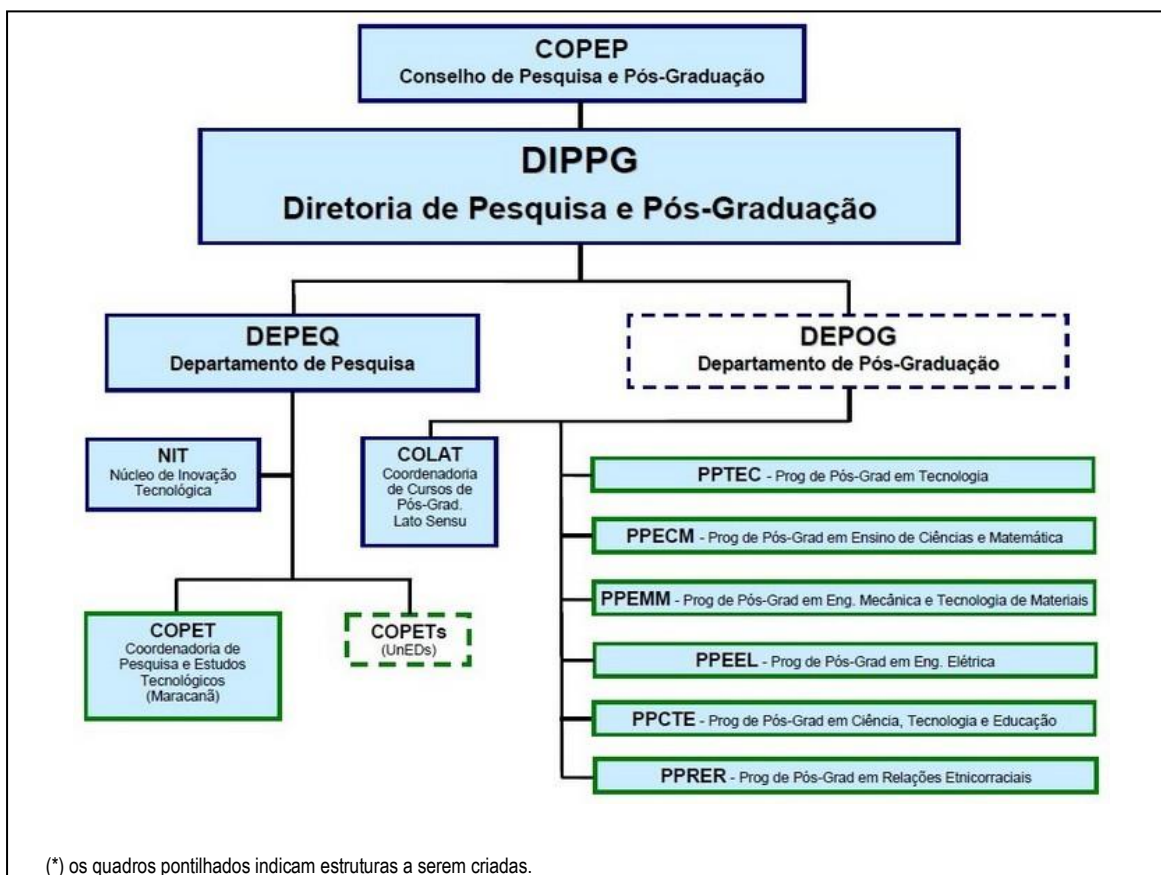 COPEP
Conselho de Pesquisa e Pós-Graduação
DIPPG
Diretoria de Pesquisa e Pós-Graduação
DEPEQ
Departamento de Pesquisa
DEPOG
Departamento de Pós-Graduação
NIT
Núcleo de Inovação
Tecnológica
COLAT
Coordenadoria
de Cursos de
Pós-Grad.
Lato Sensu
PPTEC - Prog de Pós-Grad em Tecnologia
PPECM - Prog de Pós-Grad em Ensino de Ciências e Matemática
PPEMM - Prog de Pós-Grad em Eng. Mecânica e Tecnologia de Materiais
PPEEL - Prog de Pós-Grad em Eng. Elétrica
PPCTE - Prog de Pós-Grad em Ciência, Tecnologia e Educação
PPRER - Prog de Pós-Grad em Relações Etnicorraciais
COPET
Coordenadoria de
Pesquisa e Estudos
Tecnológicos
(Maracanã)
COPETs
(UnEDs)
(*) os quadros pontilhados indicam estruturas a serem criadas.